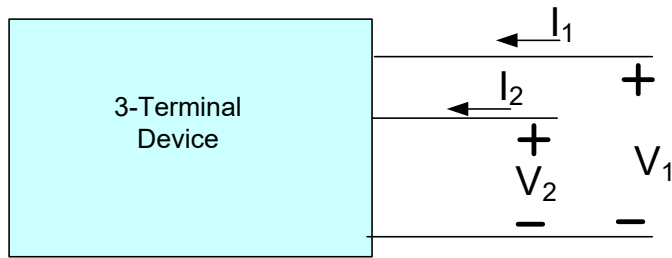 I₁
3-Terminal
Device
I₂
+
+
V₂
V₁
− −